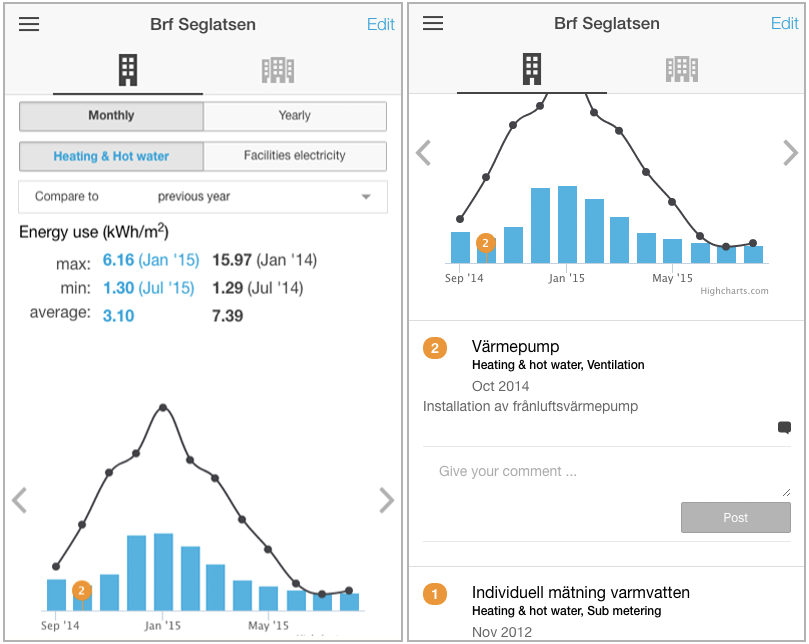 Brf Seglatsen Edit
Monthly Yearly
Heating & Hot water Facilities electricity
Compare to previous year
Energy use (kWh/m²)
max: 6.16 (Jan '15) 15.97 (Jan '14)
min: 1.30 (Jul '15) 1.29 (Jul '14)
average: 3.10 7.39
2
Sep '14 Jan '15 May '15
Brf Seglatsen Edit
2
Sep '14 Jan '15 May '15
Highcharts.com
2 Värmepump
Heating & hot water, Ventilation
Oct 2014
Installation av frånluftsvärmepump
Give your comment ...
Post
1 Individuell mätning varmvatten
Heating & hot water, Sub metering
Nov 2012